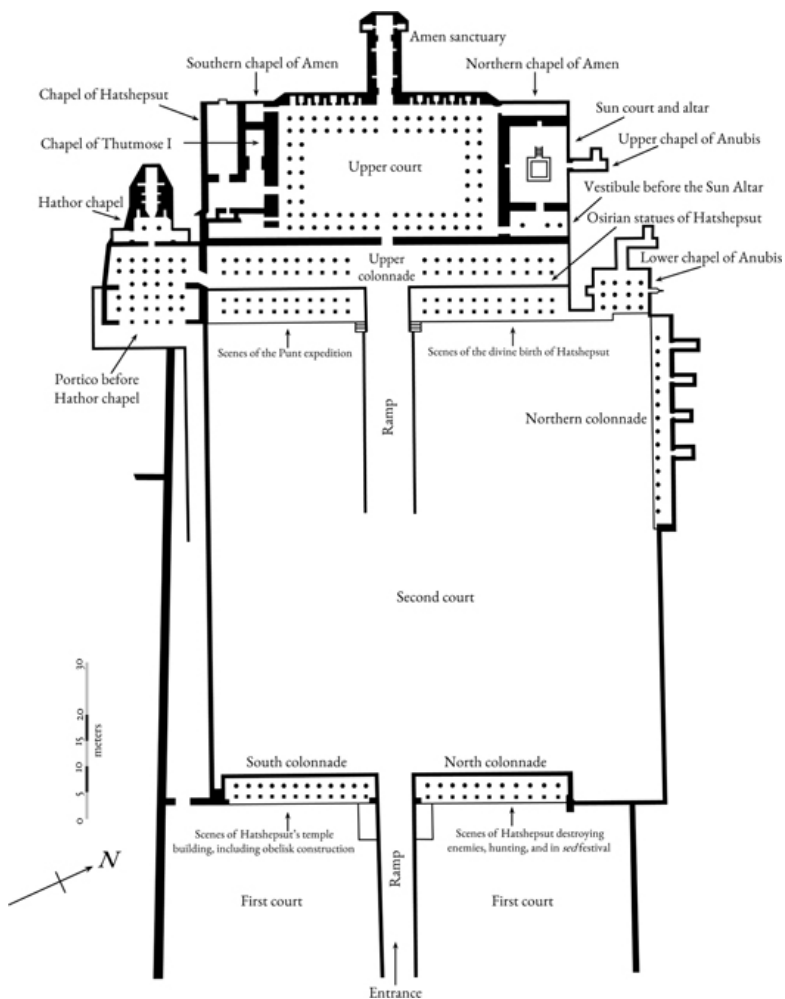 Amen sanctuary
Southern chapel of Amen
Northern chapel of Amen
Chapel of Hatshepsut
Sun court and altar
Chapel of Thutmose I
Upper chapel of Anubis
Upper court
Vestibule before the Sun Altar
Hathor chapel
Osirian statues of Hatshepsut
Upper
colonnade
Lower chapel of Anubis
Scenes of the Punt expedition
Scenes of the divine birth of Hatshepsut
Portico before
Hathor chapel
Ramp
Northern colonnade
Second court
30
20
15
10
5
0
meters
South colonnade
North colonnade
Scenes of Hatshepsut's temple
building, including obelisk construction
Scenes of Hatshepsut destroying
enemies, hunting, and in sed festival
N
Ramp
First court
First court
Entrance